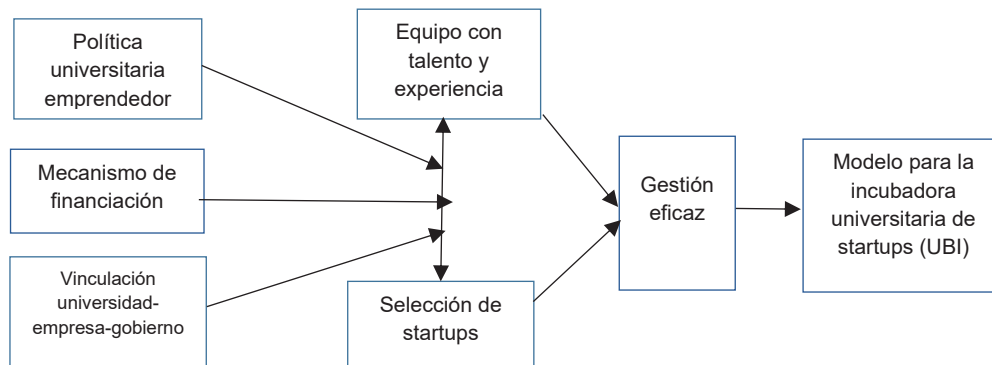 Política
universitaria
emprendedor
Mecanismo de
financiación
Vinculación
universidad-
empresa-gobierno
Equipo con
talento y
experiencia
Selección de
startups
Gestión
eficaz
Modelo para la
incubadora
universitaria de
startups (UBI)